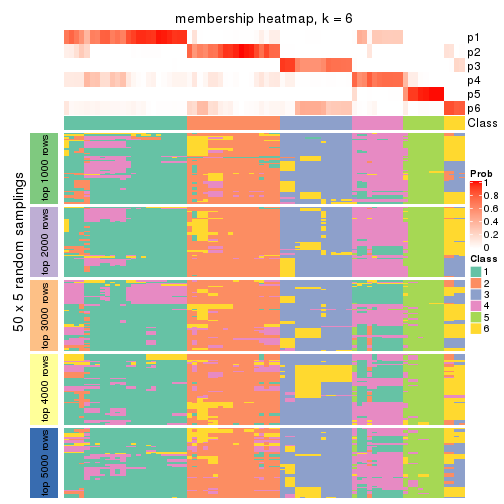 membership heatmap, k = 6
p1
p2
p3
p4
p5
p6
Class
50 x 5 random samplings
top 1000 rows
top 2000 rows
top 3000 rows
top 4000 rows
top 5000 rows
Prob
1
0.8
0.6
0.4
0.2
0
Class
1
2
3
4
5
6